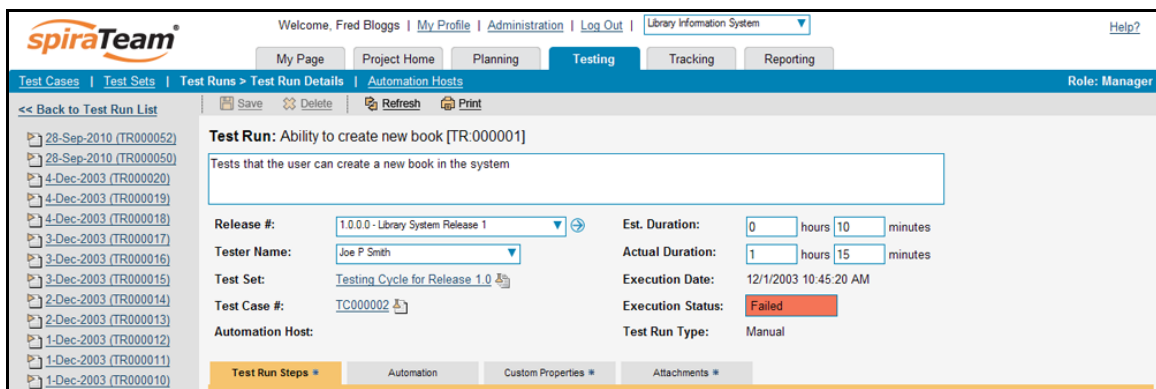 spiraTeam®
Welcome, Fred Bloggs | My Profile | Administration | Log Out | Library Information System
Help?
My Page Project Home Planning Testing Tracking Reporting
Test Cases | Test Sets | Test Runs > Test Run Details | Automation Hosts
Role: Manager
<< Back to Test Run List
28-Sep-2010 (TR000052)
28-Sep-2010 (TR000050)
4-Dec-2003 (TR000020)
4-Dec-2003 (TR000019)
4-Dec-2003 (TR000018)
3-Dec-2003 (TR000017)
3-Dec-2003 (TR000016)
3-Dec-2003 (TR000015)
2-Dec-2003 (TR000014)
2-Dec-2003 (TR000013)
1-Dec-2003 (TR000012)
1-Dec-2003 (TR000011)
1-Dec-2003 (TR000010)
Save Delete Refresh Print
Test Run: Ability to create new book [TR:000001]
Tests that the user can create a new book in the system
Release #: 1.0.0.0 - Library System Release 1
Tester Name: Joe P Smith
Test Set: Testing Cycle for Release 1.0
Test Case #: TC000002
Automation Host:
Est. Duration: 0 hours 10 minutes
Actual Duration: 1 hours 15 minutes
Execution Date: 12/1/2003 10:45:20 AM
Execution Status: Failed
Test Run Type: Manual
Test Run Steps * Automation Custom Properties * Attachments *